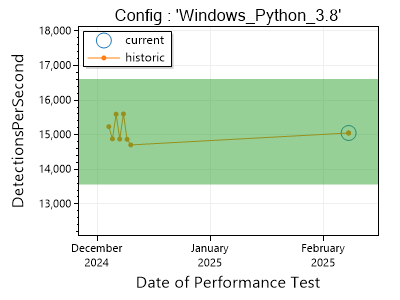 Config : 'Windows_Python_3.8'
current
historic
DetectionsPerSecond
18,000
17,000
16,000
15,000
14,000
13,000
December
2024
January
2025
February
2025
Date of Performance Test